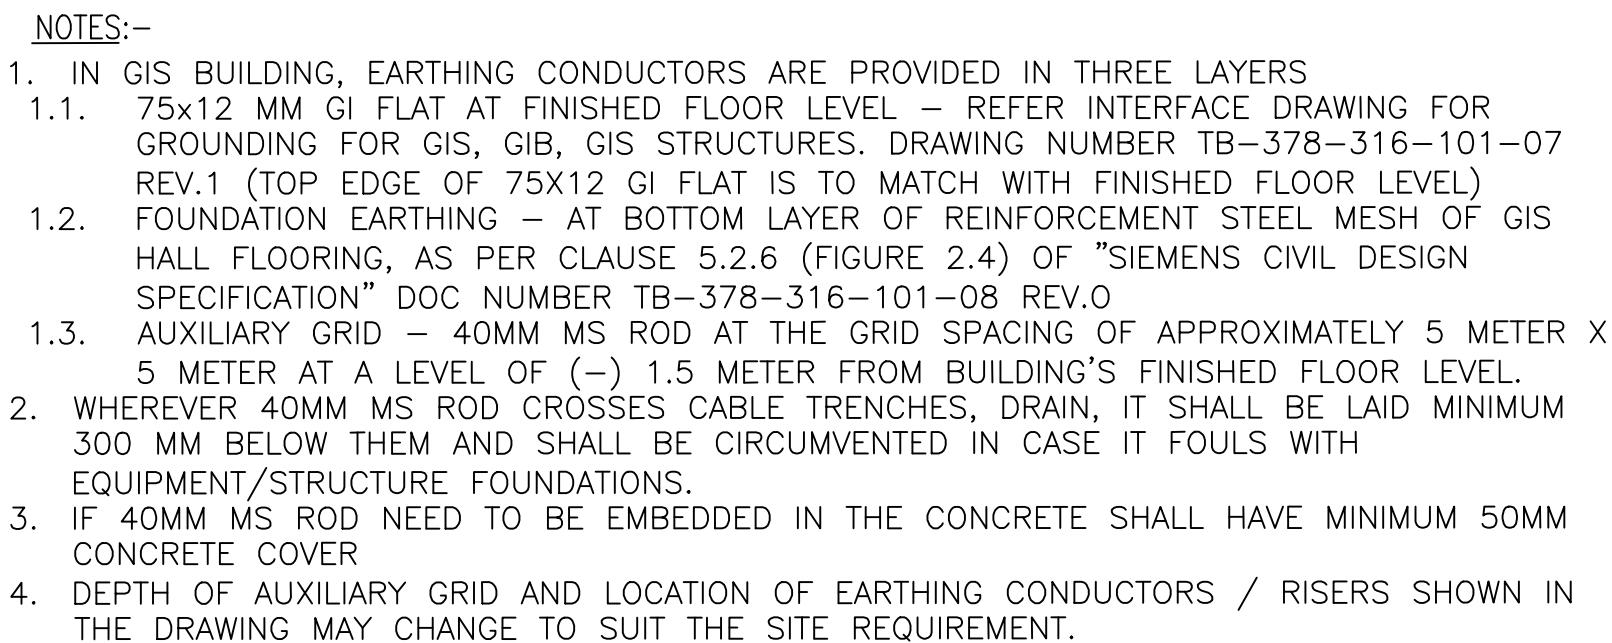 NOTES:–
1. IN GIS BUILDING, EARTHING CONDUCTORS ARE PROVIDED IN THREE LAYERS
1.1. 75x12 MM GI FLAT AT FINISHED FLOOR LEVEL – REFER INTERFACE DRAWING FOR
GROUNDING FOR GIS, GIB, GIS STRUCTURES. DRAWING NUMBER TB–378–316–101–07
REV.1 (TOP EDGE OF 75X12 GI FLAT IS TO MATCH WITH FINISHED FLOOR LEVEL)
1.2. FOUNDATION EARTHING – AT BOTTOM LAYER OF REINFORCEMENT STEEL MESH OF GIS
HALL FLOORING, AS PER CLAUSE 5.2.6 (FIGURE 2.4) OF ”SIEMENS CIVIL DESIGN
SPECIFICATION” DOC NUMBER TB–378–316–101–08 REV.0
1.3. AUXILIARY GRID – 40MM MS ROD AT THE GRID SPACING OF APPROXIMATELY 5 METER X
5 METER AT A LEVEL OF (–) 1.5 METER FROM BUILDING'S FINISHED FLOOR LEVEL.
2. WHEREVER 40MM MS ROD CROSSES CABLE TRENCHES, DRAIN, IT SHALL BE LAID MINIMUM
300 MM BELOW THEM AND SHALL BE CIRCUMVENTED IN CASE IT FOULS WITH
EQUIPMENT/STRUCTURE FOUNDATIONS.
3. IF 40MM MS ROD NEED TO BE EMBEDDED IN THE CONCRETE SHALL HAVE MINIMUM 50MM
CONCRETE COVER
4. DEPTH OF AUXILIARY GRID AND LOCATION OF EARTHING CONDUCTORS / RISERS SHOWN IN
THE DRAWING MAY CHANGE TO SUIT THE SITE REQUIREMENT.